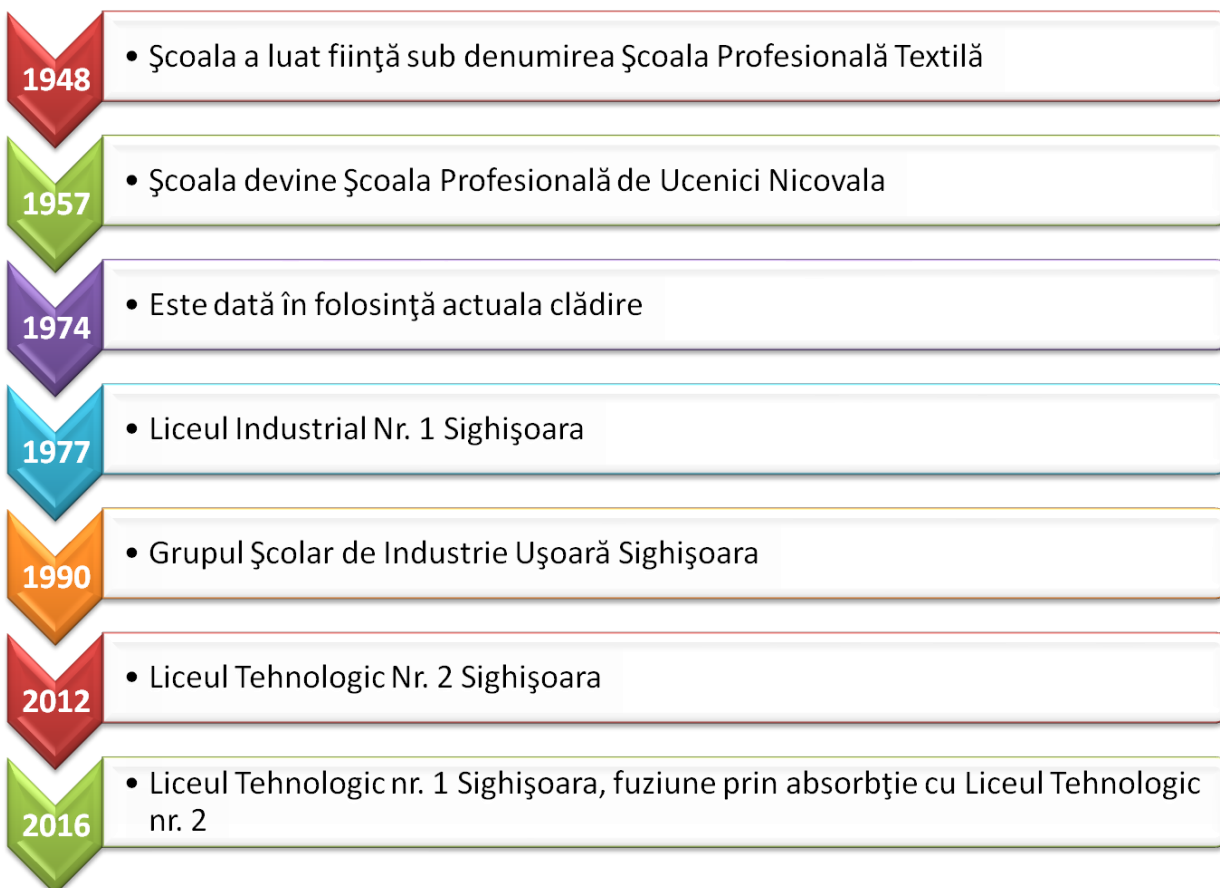 1948
• Şcoala a luat fiinţă sub denumirea Şcoala Profesională Textilă
1957
• Şcoala devine Şcoala Profesională de Ucenici Nicovala
1974
• Este dată în folosinţă actuala clădire
1977
• Liceul Industrial Nr. 1 Sighişoara
1990
• Grupul Şcolar de Industrie Uşoară Sighişoara
2012
• Liceul Tehnologic Nr. 2 Sighişoara
2016
• Liceul Tehnologic nr. 1 Sighişoara, fuziune prin absorbţie cu Liceul Tehnologic
nr. 2